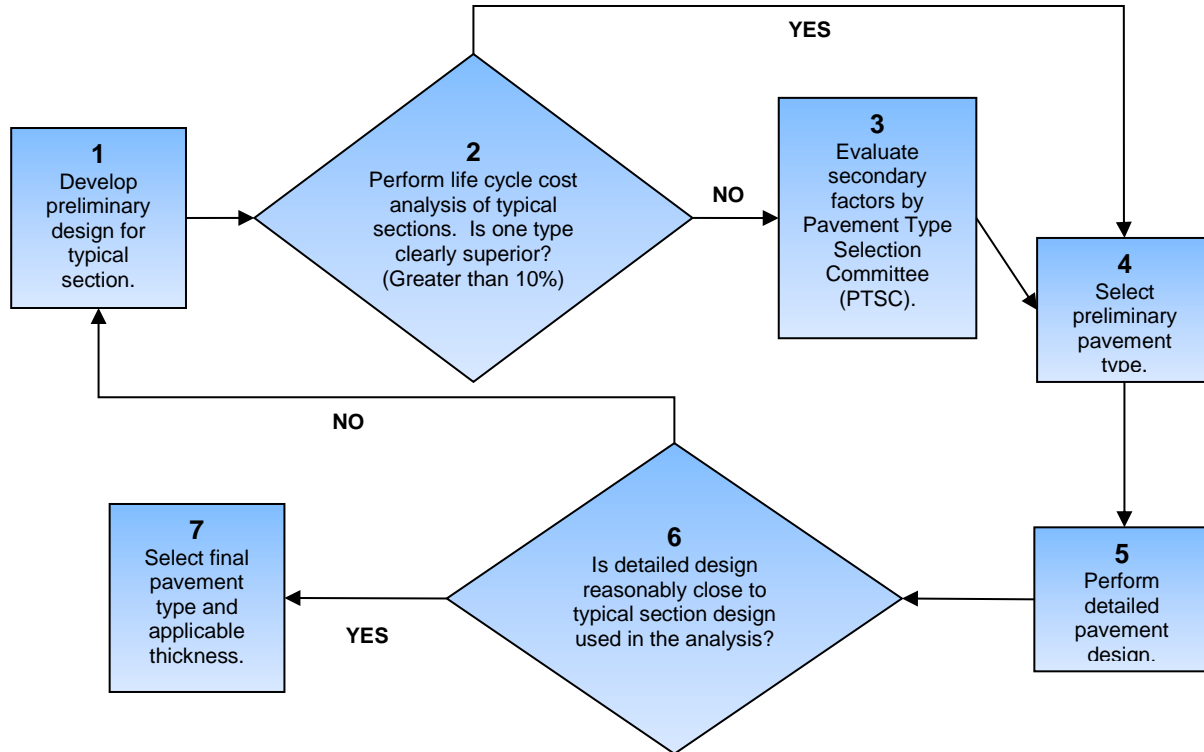 YES
1
Develop
preliminary
design for
typical
section.
2
Perform life cycle cost
analysis of typical
sections.  Is one type
clearly superior?
(Greater than 10%)
NO
3
Evaluate
secondary
factors by
Pavement Type
Selection
Committee
(PTSC).
4
Select
preliminary
pavement
type.
5
Perform
detailed
pavement
design.
6
Is detailed design
reasonably close to
typical section design
used in the analysis?
NO
YES
7
Select final
pavement
type and
applicable
thickness.